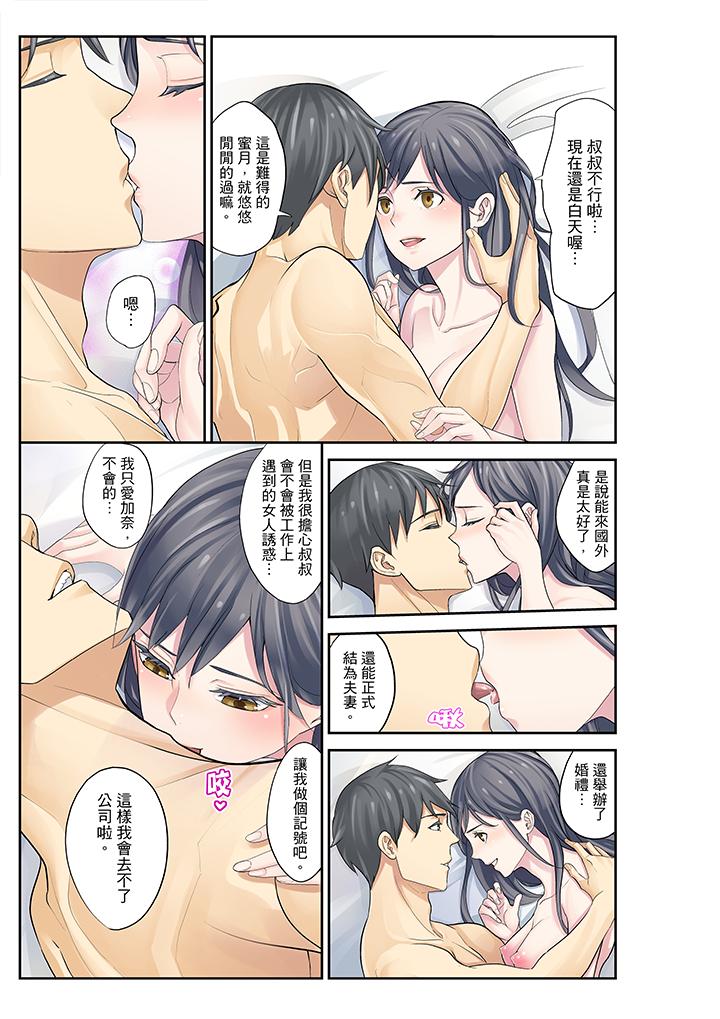 叔叔不行啦…
現在還是白天喔…
這是難得的
蜜月，就悠悠
閒閒的過嘛。
嗯…
是說能來國外
真是太好了，
還能正式
結為夫妻。
啾
還舉辦了
婚禮…
但是我很擔心叔叔
會不會被工作上
遇到的女人誘惑…
我只愛加奈，
不會的…
讓我做個記號吧。
咬
這樣我會去不了
公司啦。